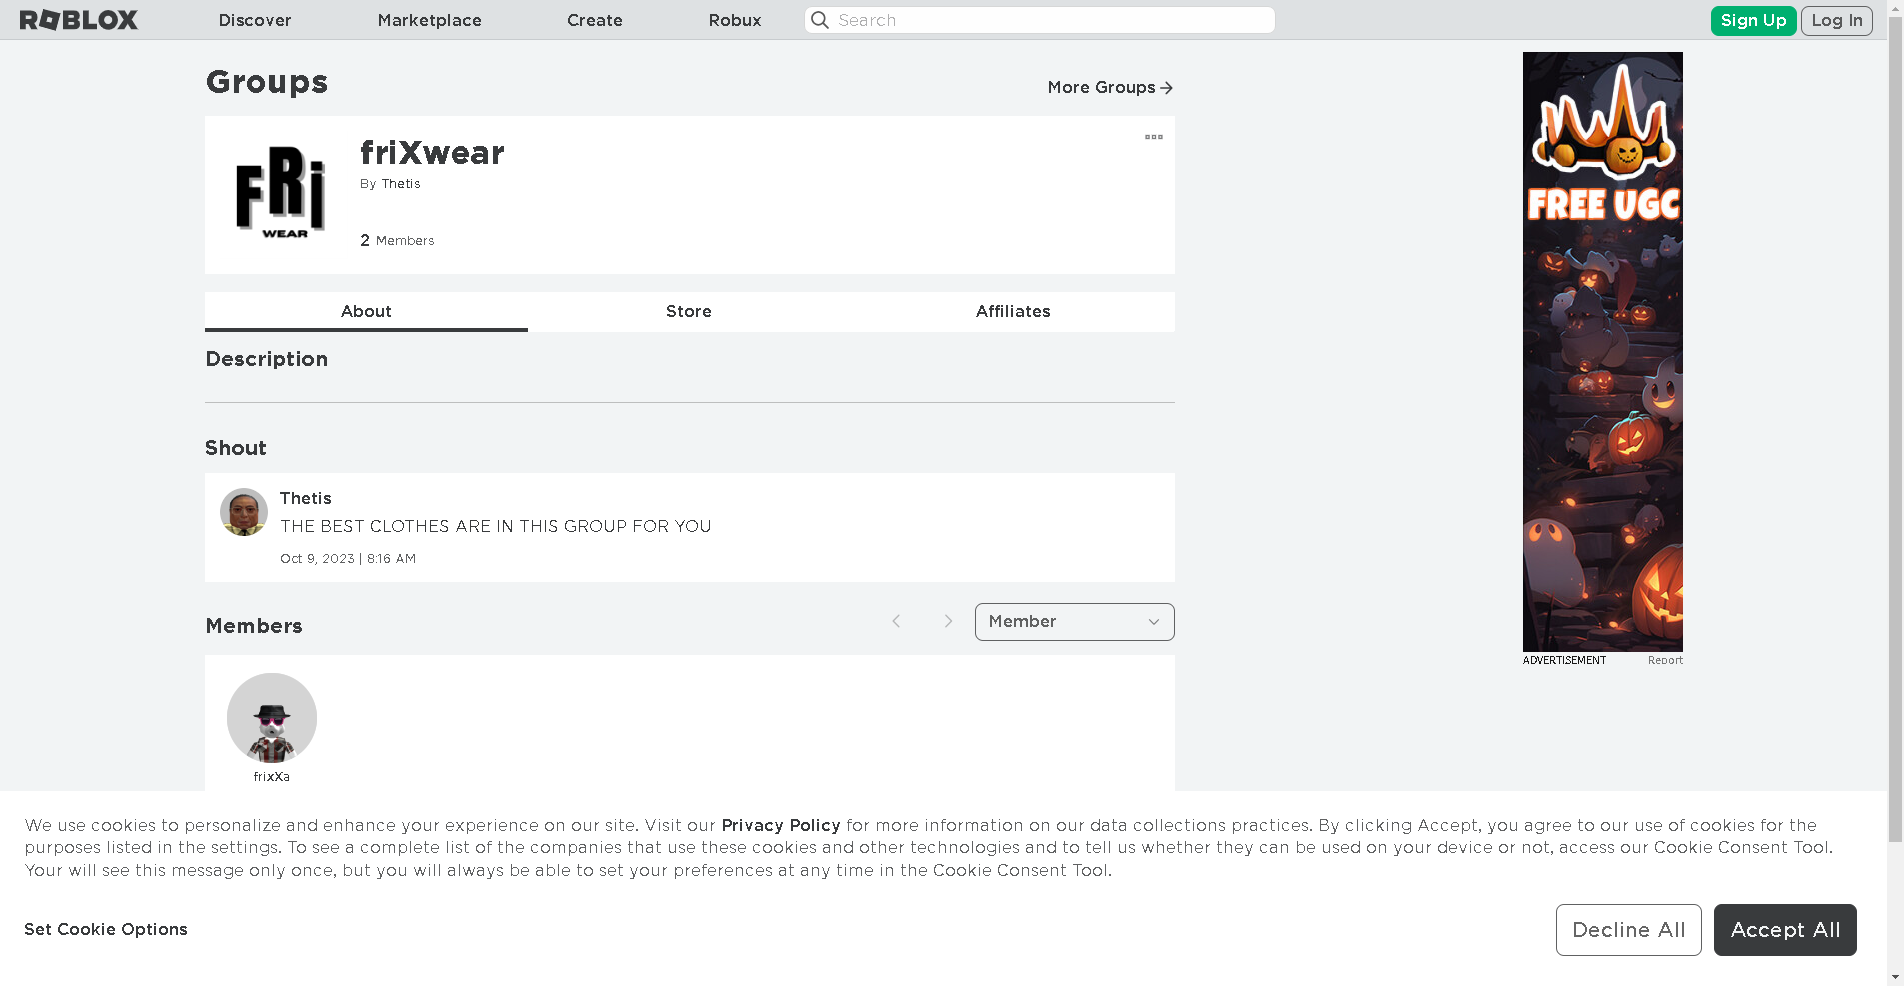 ROBLOX
Discover
Marketplace
Create
Robux
Search
Sign Up
Log In
Groups
More Groups
FRi
WEAR
friXwear
By Thetis
2 Members
About
Store
Affiliates
Description
Shout
Thetis
THE BEST CLOTHES ARE IN THIS GROUP FOR YOU
Oct 9, 2023 | 8:16 AM
Members
Member
frixXa
FREE UGC
ADVERTISEMENT
Report
We use cookies to personalize and enhance your experience on our site. Visit our Privacy Policy for more information on our data collections practices. By clicking Accept, you agree to our use of cookies for the
purposes listed in the settings. To see a complete list of the companies that use these cookies and other technologies and to tell us whether they can be used on your device or not, access our Cookie Consent Tool.
Your will see this message only once, but you will always be able to set your preferences at any time in the Cookie Consent Tool.
Set Cookie Options
Decline All
Accept All